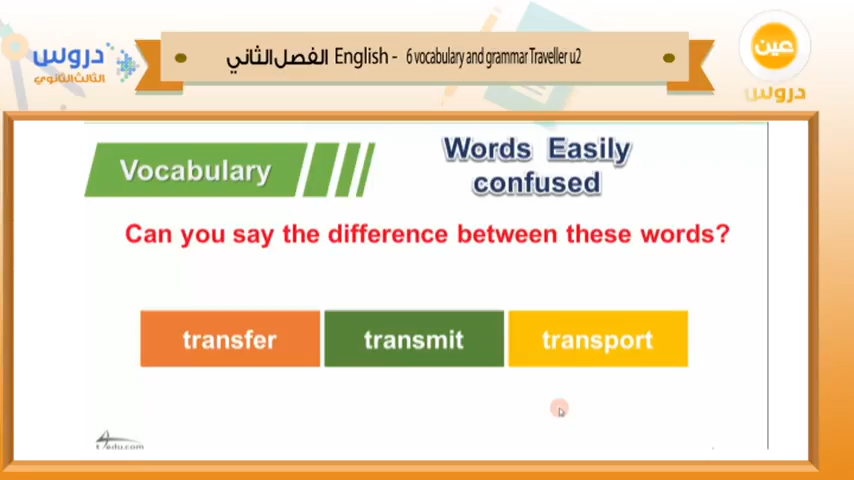 دروس
الثالث الثانوي
الفصل الثاني English - 6 vocabulary and grammar Traveller u2
عين
دروس
Vocabulary
Words Easily
confused
Can you say the difference between these words?
transfer
transmit
transport